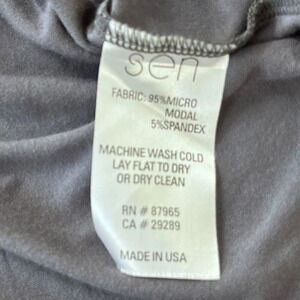 sen
FABRIC: 95%MICRO
MODAL
5%SPANDEX
MACHINE WASH COLD
LAY FLAT TO DRY
OR DRY CLEAN
RN # 87965
CA # 29289
MADE IN USA